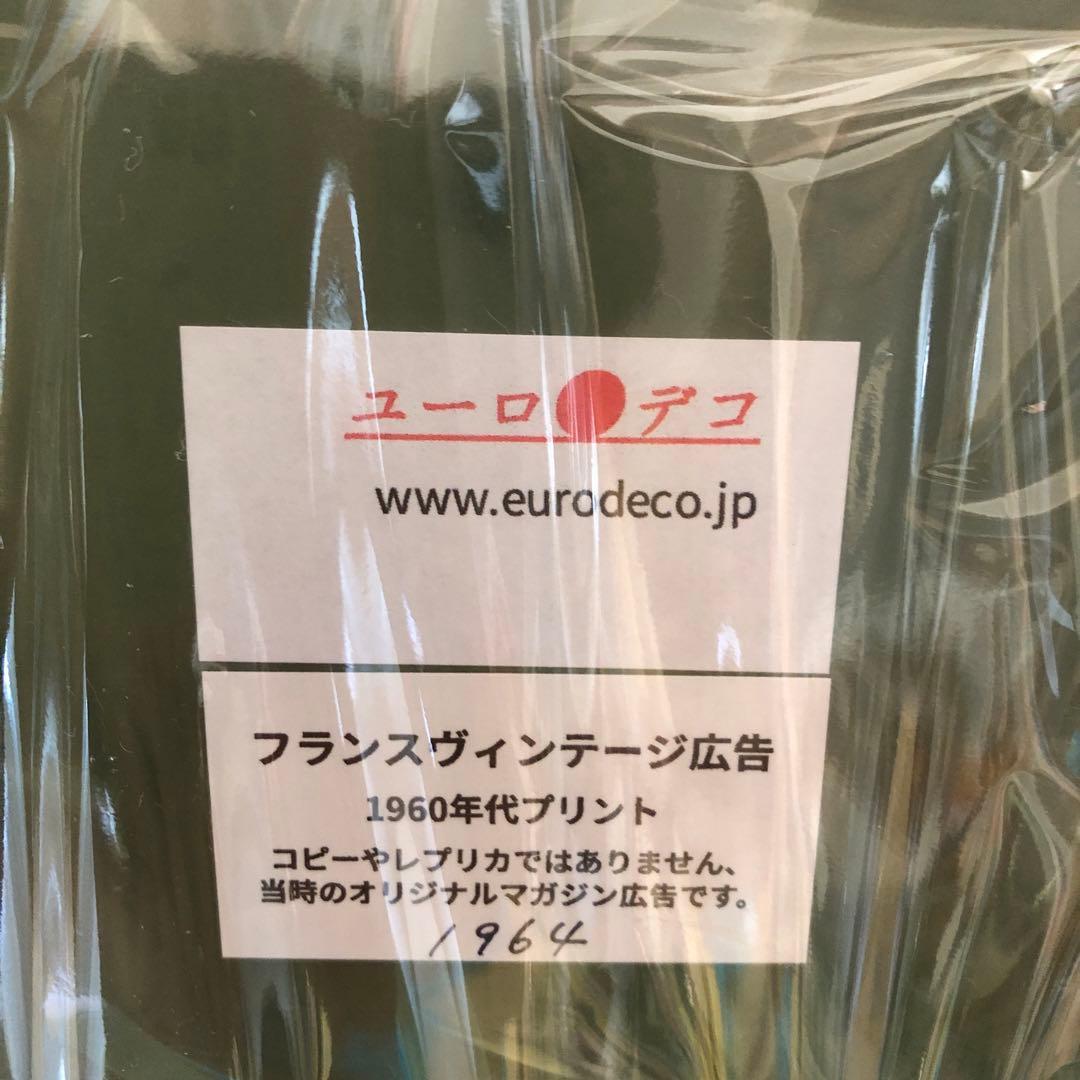 ユーロ●デコ
www.eurodeco.jp
フランスヴィンテージ広告
1960年代プリント
コピーやレプリカではありません、
当時のオリジナルマガジン広告です。
1964